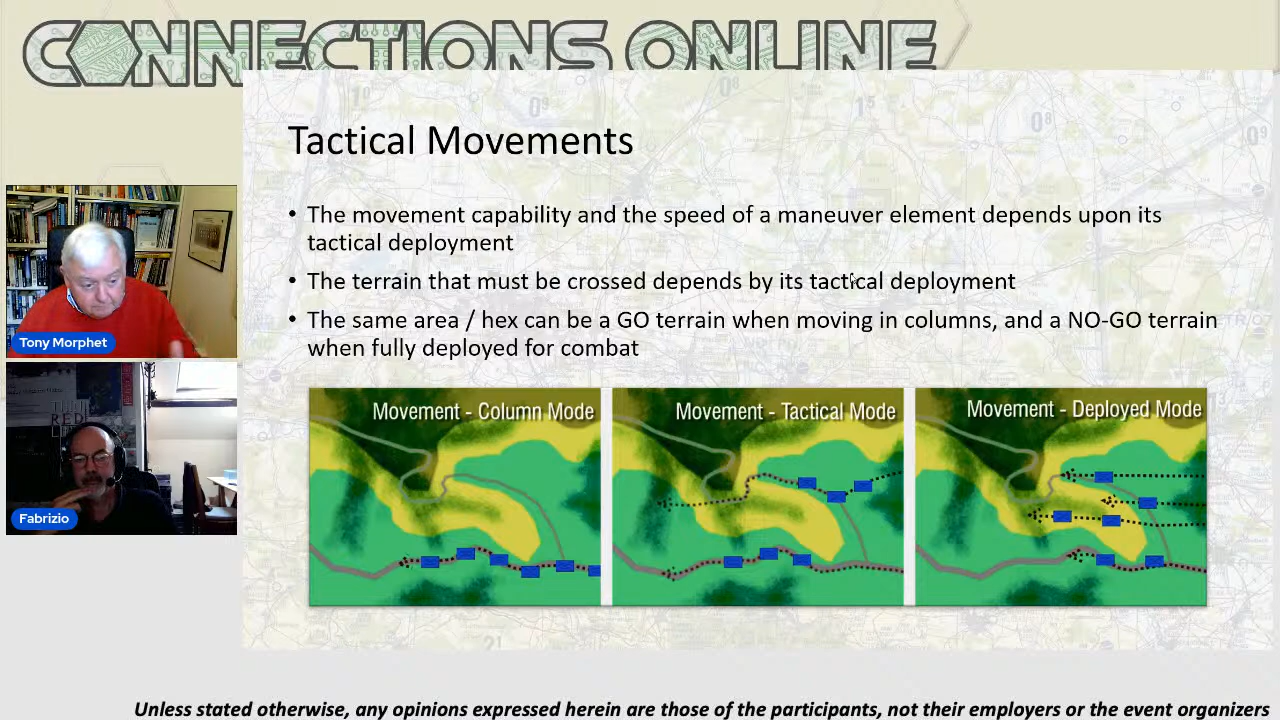 CONNECTIONS ONLINE
Tactical Movements
• The movement capability and the speed of a maneuver element depends upon its
tactical deployment
• The terrain that must be crossed depends by its tactical deployment
• The same area / hex can be a GO terrain when moving in columns, and a NO-GO terrain
when fully deployed for combat
Movement - Column Mode
Movement - Tactical Mode
Movement - Deployed Mode
Tony Morphet
Fabrizio
Unless stated otherwise, any opinions expressed herein are those of the participants, not their employers or the event organizers